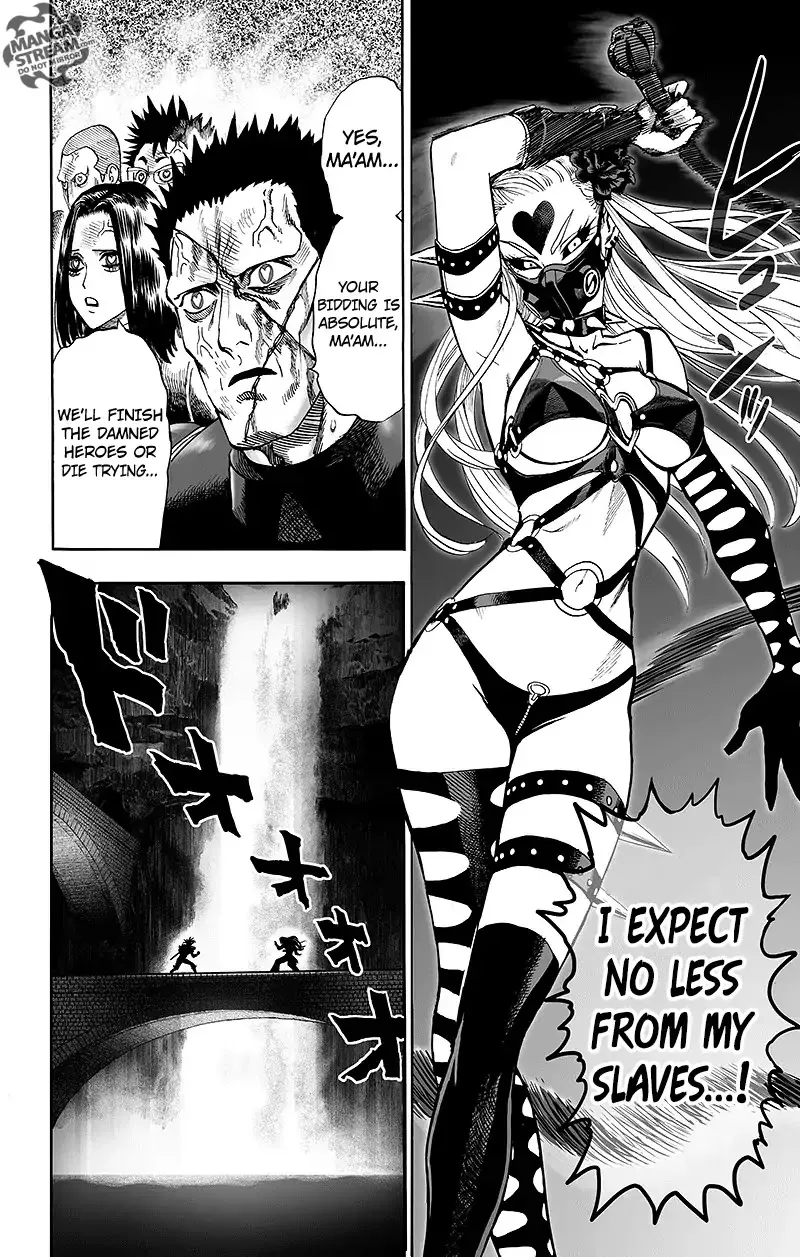 MANGA
STREAM
DO NOT MIRROR
I EXPECT
NO LESS
FROM MY
SLAVES...!
YES,
MA'AM...
YOUR
BIDDING IS
ABSOLUTE,
MA'AM...
WE'LL FINISH
THE DAMNED
HEROES OR
DIE TRYING...
ドォォォ